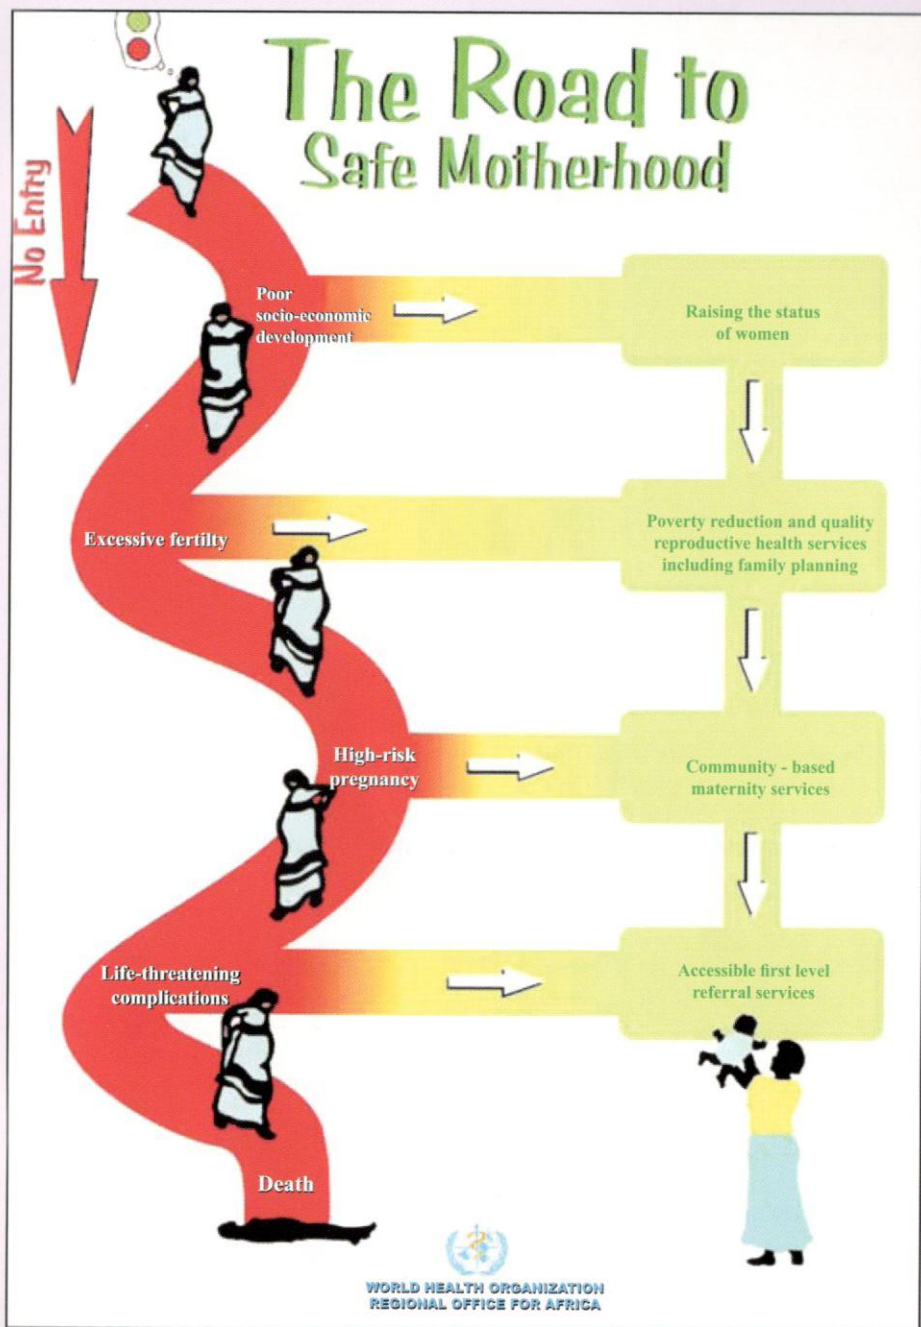 The Road to
Safe Motherhood
No Entry
Poor
socio-economic
development
Raising the status
of women
Excessive fertilty
Poverty reduction and quality
reproductive health services
including family planning
High-risk
pregnancy
Community - based
maternity services
Life-threatening
complications
Accessible first level
referral services
Death
WORLD HEALTH ORGANIZATION
REGIONAL OFFICE FOR AFRICA